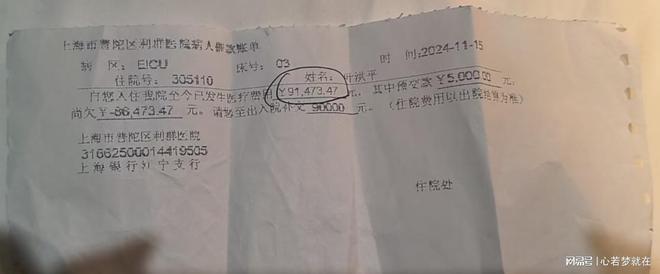 上海市普陀区利群医院病人催款账单
病 区: EICU 床号: 03 时 间:2024-11-15
住院号: 305110 姓名:叶祺平
自您入住我院至今已发生医疗费用￥91,473.47 元。其中预交款￥5,000.00 元。
尚欠￥-86,473.47 元。请您至出入院补交 90000 元。(住院费用以出院结算为准)
上海市普陀区利群医院
31662500014419505
上海银行江宁支行
住院处
网易号 | 心若梦就在